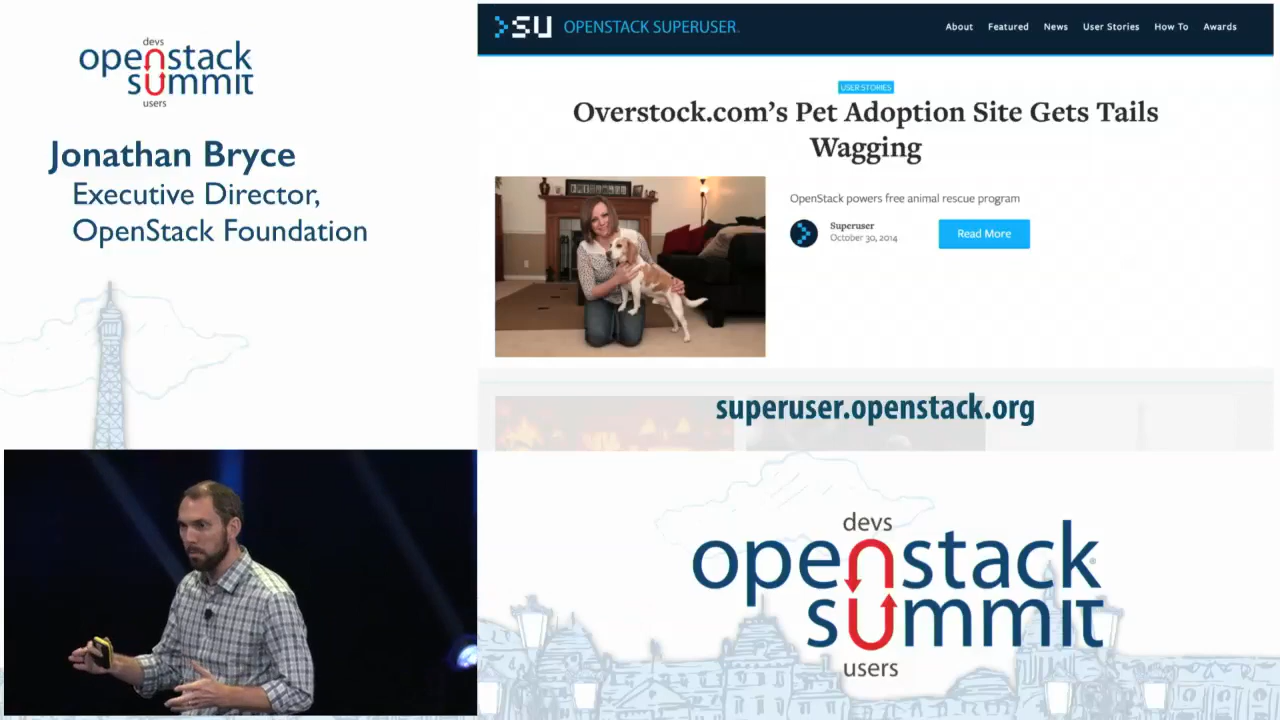 devs
openstack
summit
users
Jonathan Bryce
Executive Director,
OpenStack Foundation
SU OPENSTACK SUPERUSER
About Featured News User Stories How To Awards
USER STORIES
Overstock.com's Pet Adoption Site Gets Tails
Wagging
OpenStack powers free animal rescue program
Superuser
October 30, 2014
Read More
superuser.openstack.org
devs
openstack®
summit
users